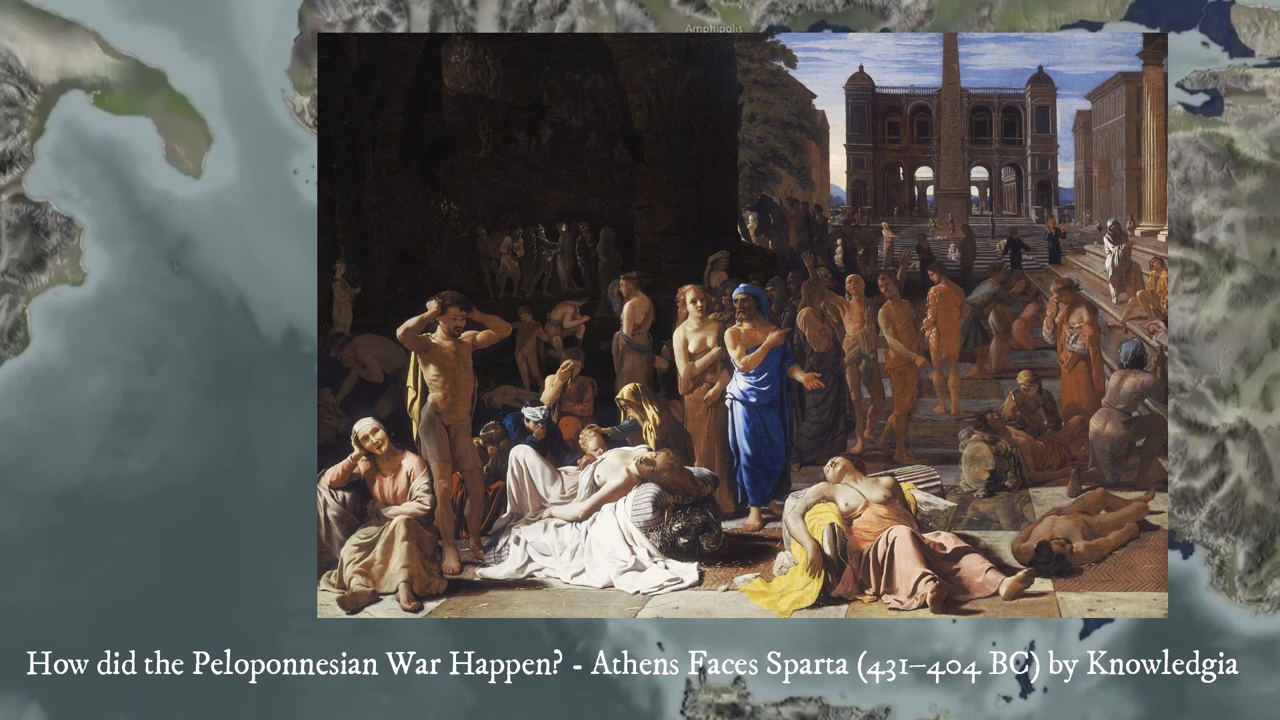 Amphipolis
How did the Peloponnesian War Happen? - Athens Faces Sparta (431–404 BC) by Knowledgia